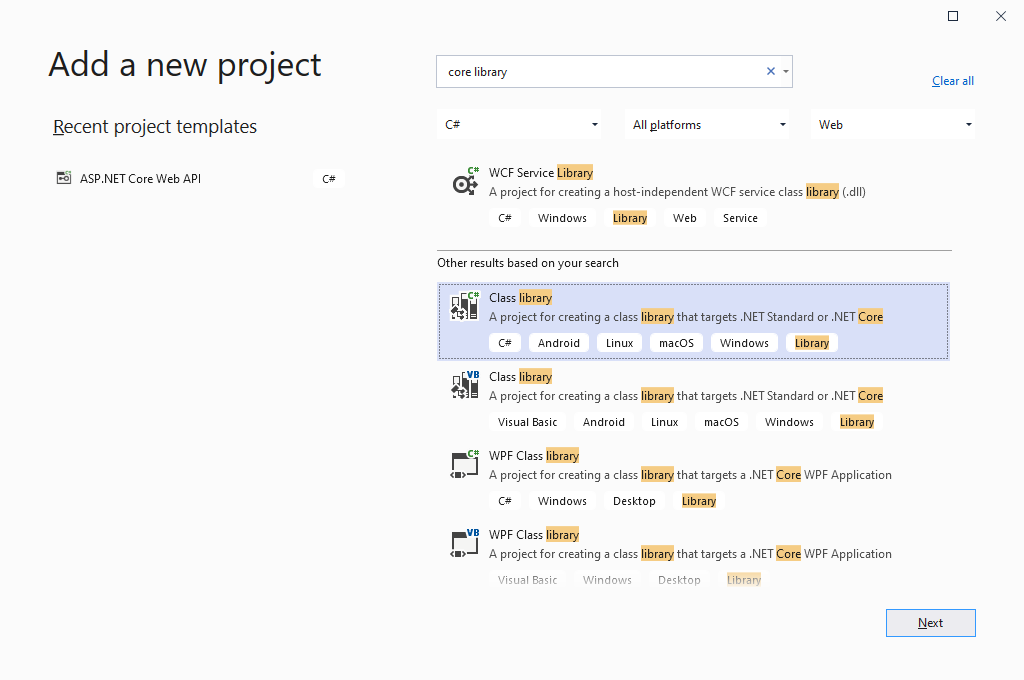 Add a new project
core library
Clear all
Recent project templates
C#
All platforms
Web
ASP.NET Core Web API
C#
C#
WCF Service Library
A project for creating a host-independent WCF service class library (.dll)
C# Windows Library Web Service
Other results based on your search
C#
Class library
A project for creating a class library that targets .NET Standard or .NET Core
C# Android Linux macOS Windows Library
VB
Class library
A project for creating a class library that targets .NET Standard or .NET Core
Visual Basic Android Linux macOS Windows Library
C#
WPF Class library
A project for creating a class library that targets a .NET Core WPF Application
C# Windows Desktop Library
VB
WPF Class library
A project for creating a class library that targets a .NET Core WPF Application
Visual Basic Windows Desktop Library
Next